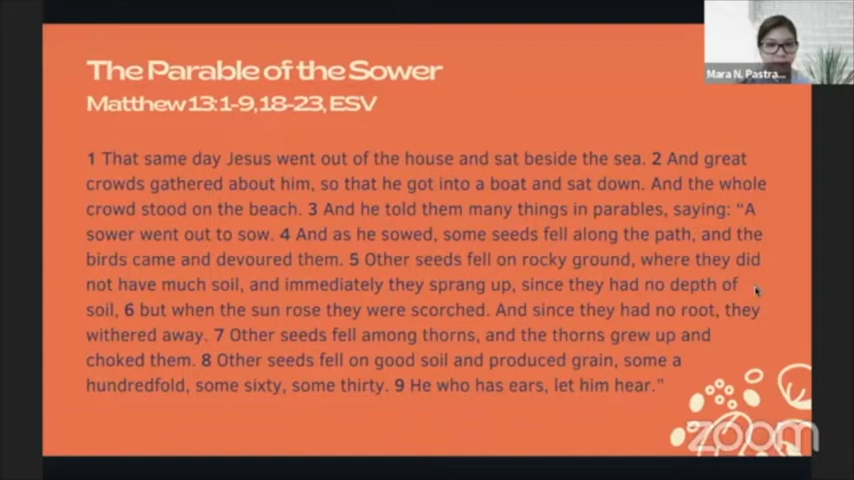 The Parable of the Sower
Matthew 13:1-9, 18-23, ESV
1 That same day Jesus went out of the house and sat beside the sea. 2 And great
crowds gathered about him, so that he got into a boat and sat down. And the whole
crowd stood on the beach. 3 And he told them many things in parables, saying: “A
sower went out to sow. 4 And as he sowed, some seeds fell along the path, and the
birds came and devoured them. 5 Other seeds fell on rocky ground, where they did
not have much soil, and immediately they sprang up, since they had no depth of
soil, 6 but when the sun rose they were scorched. And since they had no root, they
withered away. 7 Other seeds fell among thorns, and the thorns grew up and
choked them. 8 Other seeds fell on good soil and produced grain, some a
hundredfold, some sixty, some thirty. 9 He who has ears, let him hear.”
Mara N. Pastra...
zoom